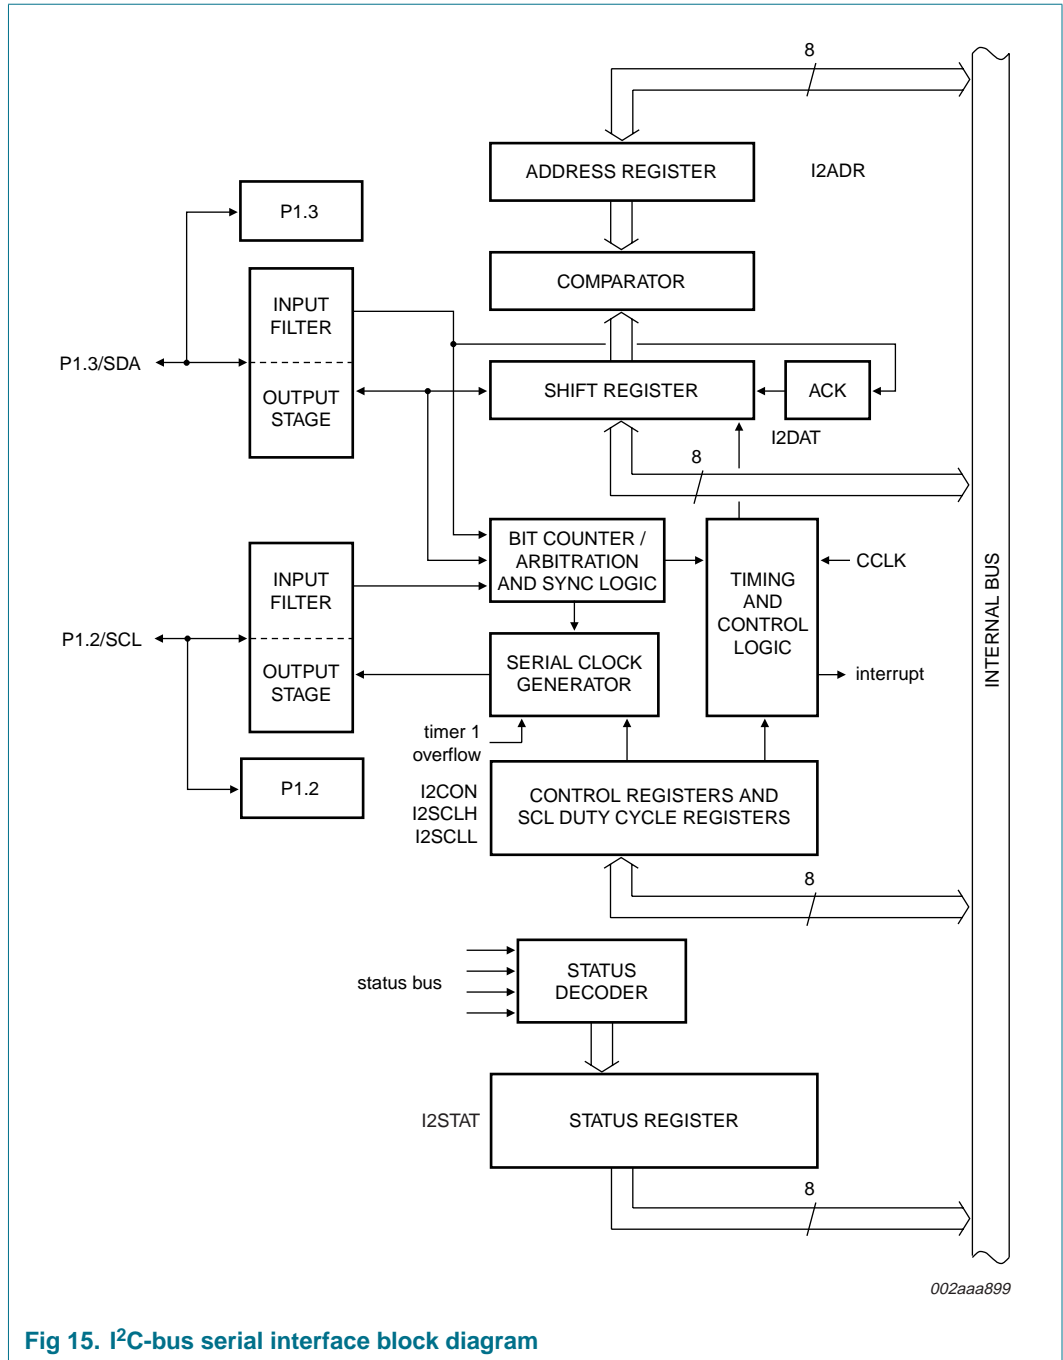 8
ADDRESS REGISTER
I2ADR
P1.3
COMPARATOR
INPUT
FILTER
P1.3/SDA
OUTPUT
STAGE
SHIFT REGISTER
ACK
I2DAT
8
BIT COUNTER /
ARBITRATION
AND SYNC LOGIC
INPUT
FILTER
TIMING
AND
CONTROL
LOGIC
CCLK
INTERNAL BUS
P1.2/SCL
OUTPUT
STAGE
SERIAL CLOCK
GENERATOR
interrupt
timer 1
overflow
P1.2
I2CON
I2SCLH
I2SCLL
CONTROL REGISTERS AND
SCL DUTY CYCLE REGISTERS
8
status bus
STATUS
DECODER
I2STAT
STATUS REGISTER
8
002aaa899
Fig 15. I²C-bus serial interface block diagram